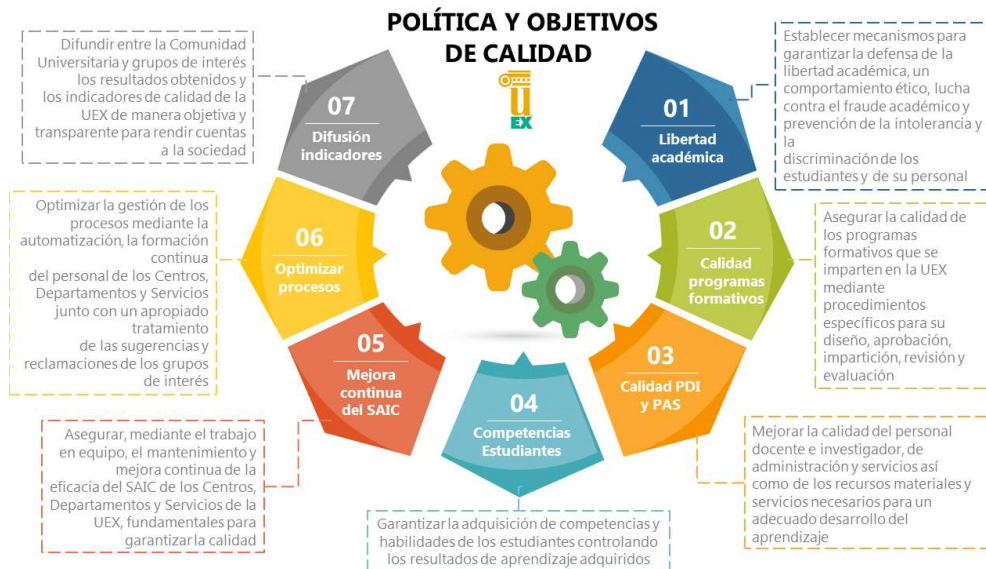 POLÍTICA Y OBJETIVOS
DE CALIDAD
UEX
01
Libertad
académica
Establecer mecanismos para
garantizar la defensa de la
libertad académica, un
comportamiento ético, lucha
contra el fraude académico y
prevención de la intolerancia y
la
discriminación de los
estudiantes y de su personal
02
Calidad
programas
formativos
Asegurar la calidad de
los programas
formativos que se
imparten en la UEX
mediante
procedimientos
específicos para su
diseño, aprobación,
impartición, revisión y
evaluación
03
Calidad PDI
y PAS
Mejorar la calidad del personal
docente e investigador, de
administración y servicios así
como de los recursos materiales y
servicios necesarios para un
adecuado desarrollo del
aprendizaje
04
Competencias
Estudiantes
Garantizar la adquisición de competencias y
habilidades de los estudiantes controlando
los resultados de aprendizaje adquiridos
05
Mejora
continua
del SAIC
Asegurar, mediante el trabajo
en equipo, el mantenimiento y
mejora continua de la
eficacia del SAIC de los Centros,
Departamentos y Servicios de la
UEX, fundamentales para
garantizar la calidad
06
Optimizar
procesos
Optimizar la gestión de los
procesos mediante la
automatización, la formación
continua
del personal de los Centros,
Departamentos y Servicios
junto con un apropiado
tratamiento
de las sugerencias y
reclamaciones de los grupos
de interés
07
Difusión
indicadores
Difundir entre la Comunidad
Universitaria y grupos de interés
los resultados obtenidos y
los indicadores de calidad de la
UEX de manera objetiva y
transparente para rendir cuentas
a la sociedad